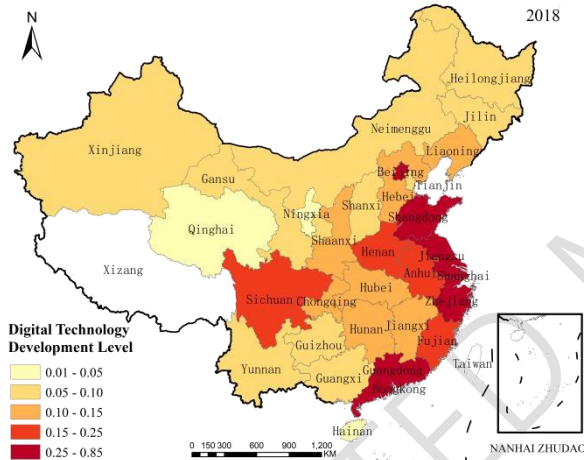 2018
N
Heilongjiang
Jilin
Neimenggu
Xinjiang
Liaoning
Gansu
Beijing
Tianjin
Hebei
Ningxia
Shanxi
Shangdong
Qinghai
Shaanxi
Henan
Jiangsu
Xizang
Anhui
Shanghai
Hubei
Sichuan
Chongqing
Zhejiang
Digital Technology
Development Level
Hunan
Jiangxi
Guizhou
Fujian
0.01 - 0.05
Taiwan
0.05 - 0.10
Yunnan
Guangxi
Guangdong
Hongkong
0.10 - 0.15
0.15 - 0.25
Hainan
0.25 - 0.85
0 150 300 600 900 1,200
KM
NANHAI ZHUDAO